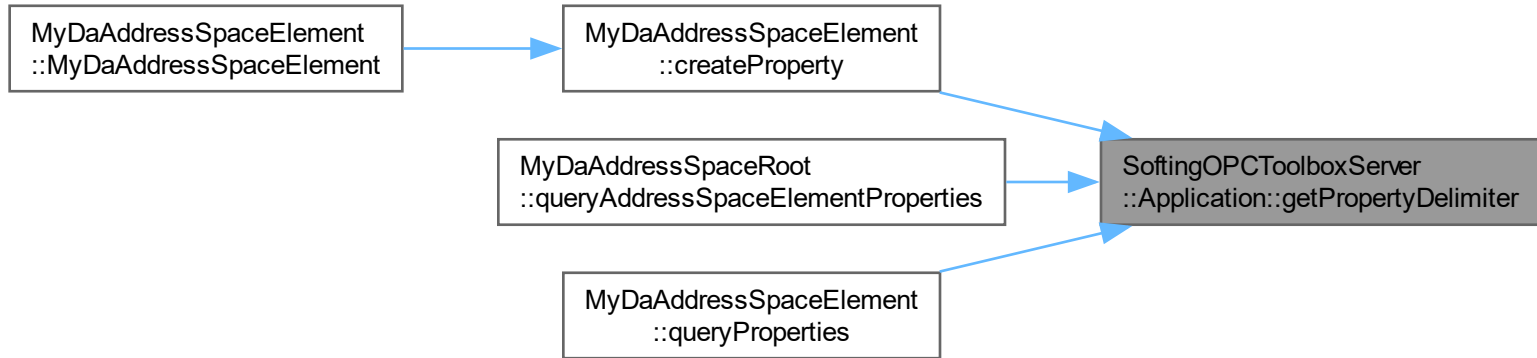 MyDaAddressSpaceElement
::MyDaAddressSpaceElement
MyDaAddressSpaceElement
::createProperty
MyDaAddressSpaceRoot
::queryAddressSpaceElementProperties
SoftingOPCToolboxServer
::Application::getPropertyDelimiter
MyDaAddressSpaceElement
::queryProperties